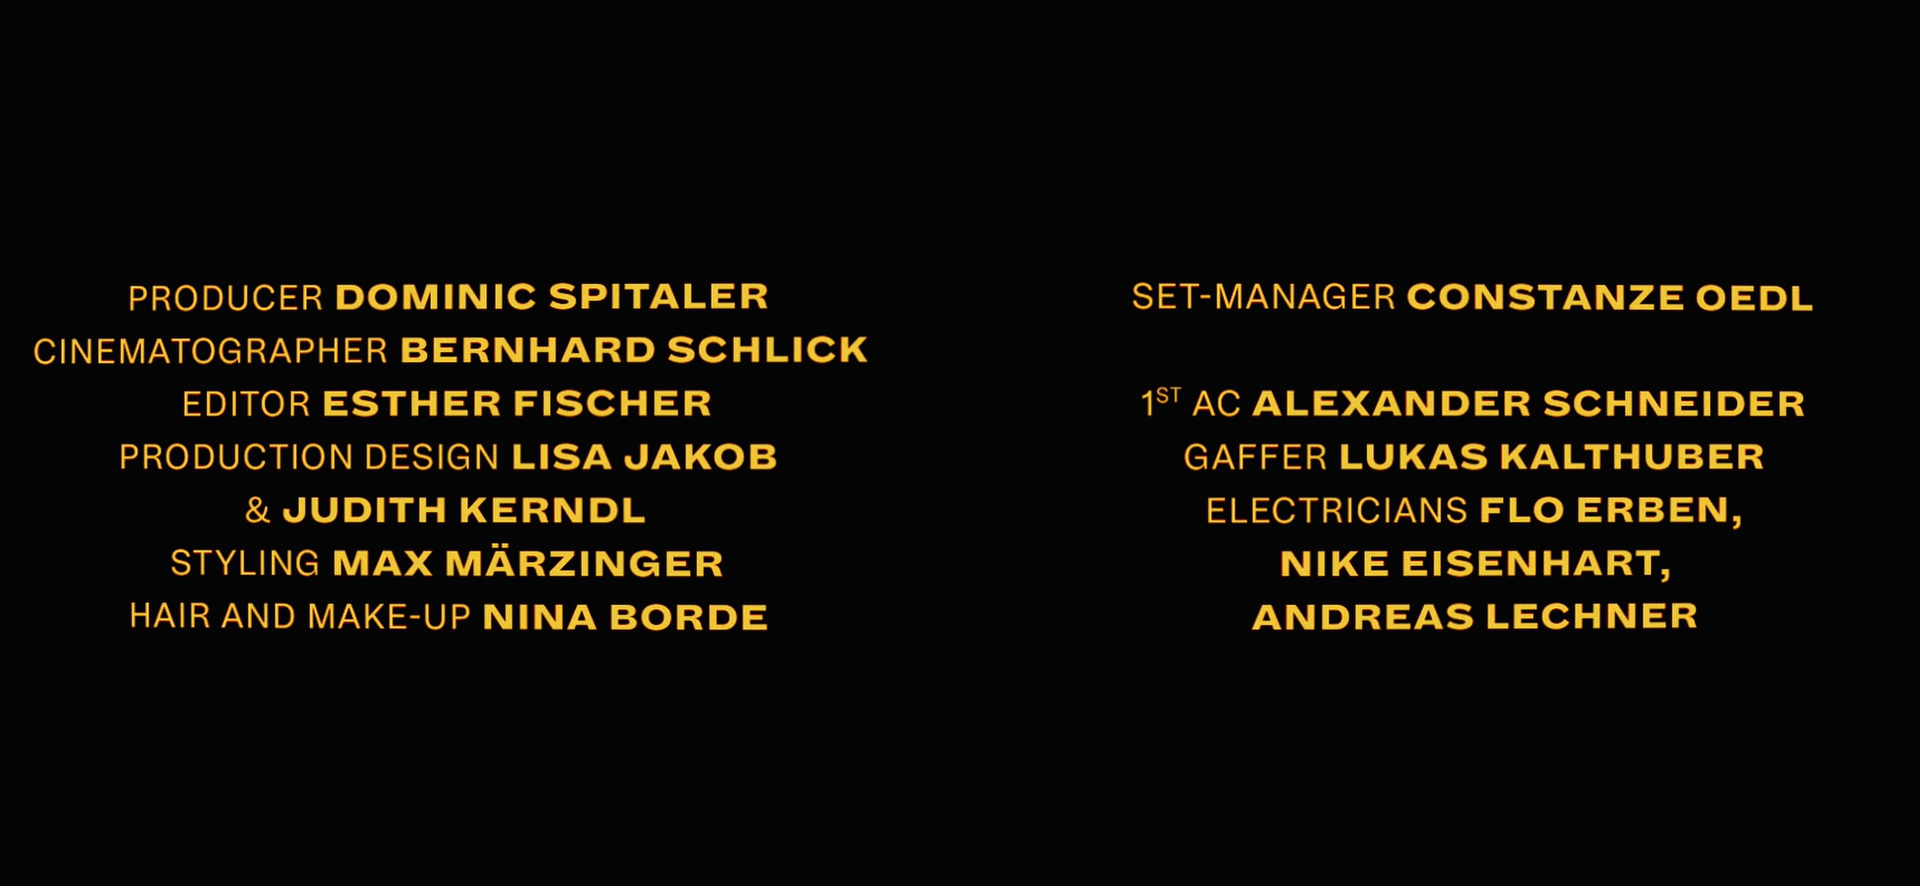 PRODUCER DOMINIC SPITALER
CINEMATOGRAPHER BERNHARD SCHLICK
EDITOR ESTHER FISCHER
PRODUCTION DESIGN LISA JAKOB
& JUDITH KERNDL
STYLING MAX MÄRZINGER
HAIR AND MAKE-UP NINA BORDE
SET-MANAGER CONSTANZE OEDL
1ST AC ALEXANDER SCHNEIDER
GAFFER LUKAS KALTHUBER
ELECTRICIANS FLO ERBEN,
NIKE EISENHART,
ANDREAS LECHNER